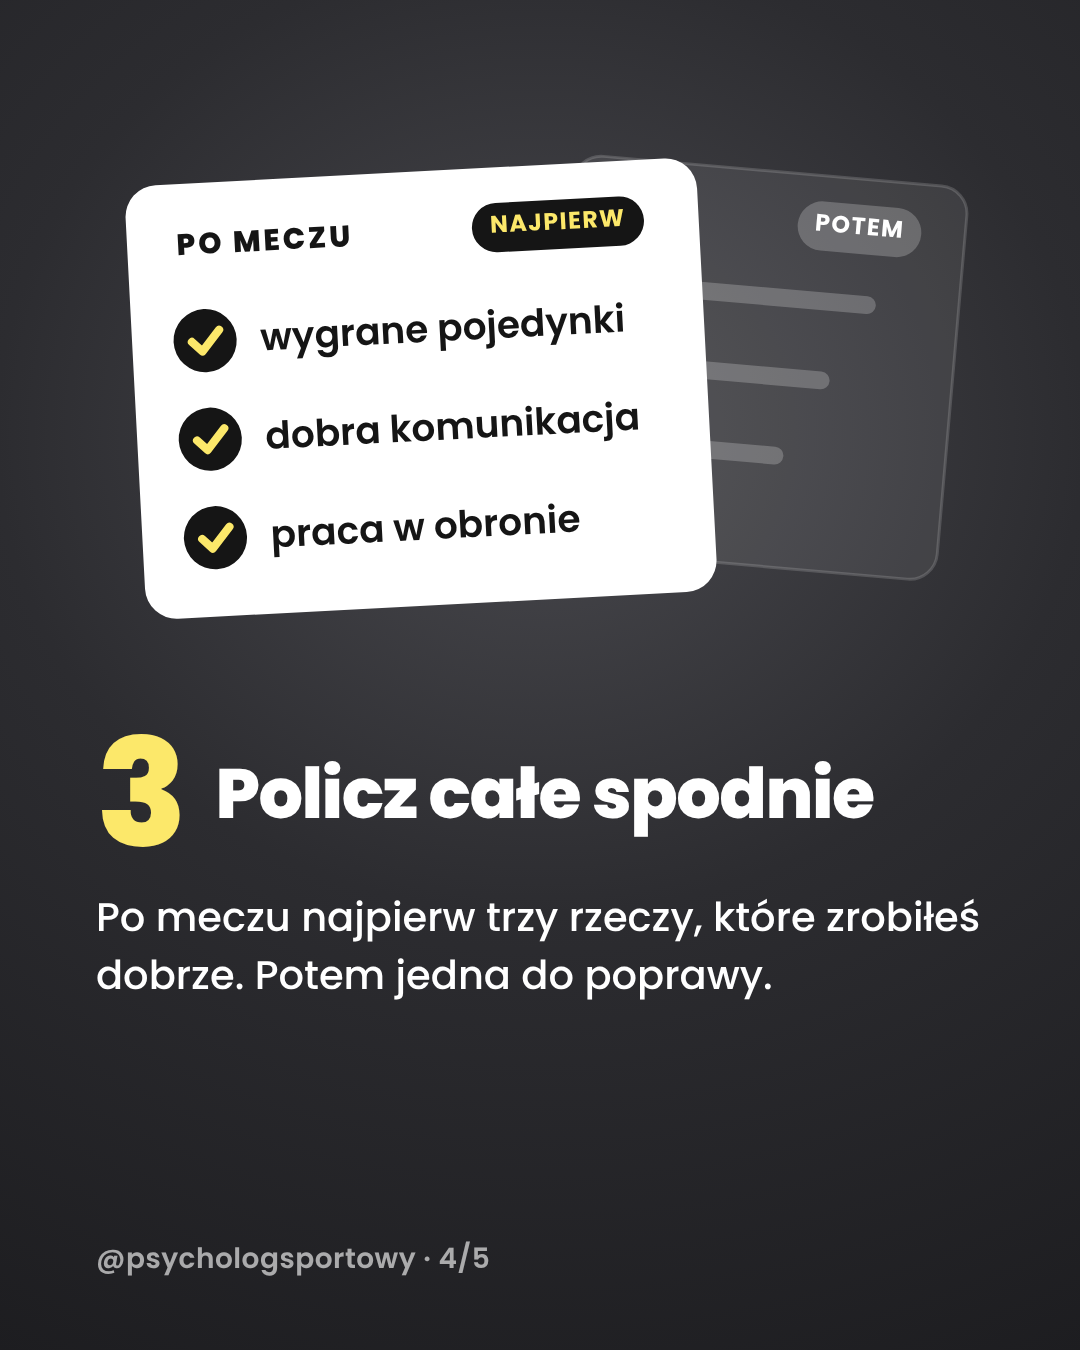 PO MECZU
NAJPIERW
wygrane pojedynki
dobra komunikacja
praca w obronie
POTEM
3 Policz całe spodnie
Po meczu najpierw trzy rzeczy, które zrobiłeś
dobrze. Potem jedna do poprawy.
@psychologsportowy · 4/5